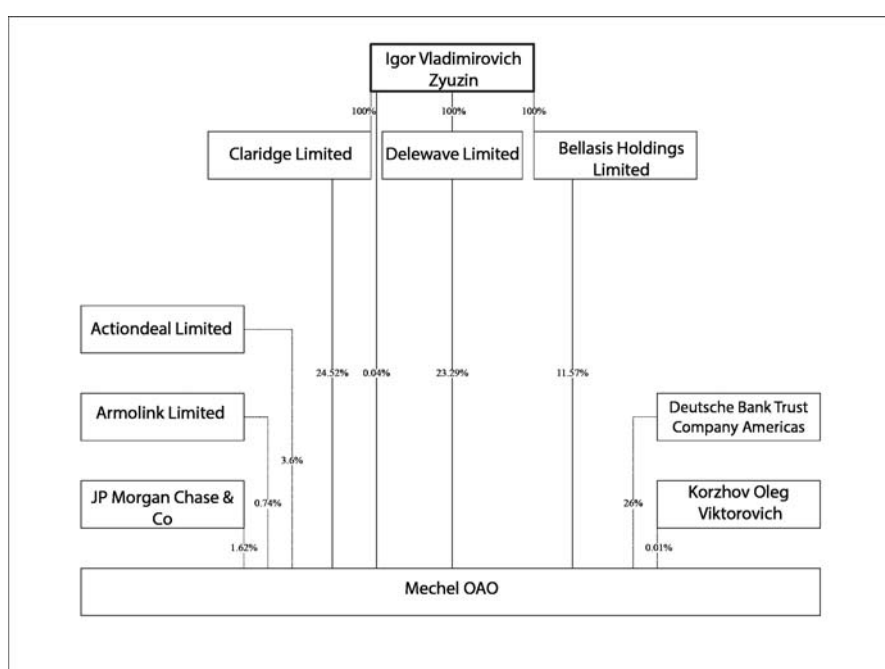 Igor Vladimirovich
Zyuzin
100%
100%
100%
Claridge Limited
Delewave Limited
Bellasis Holdings
Limited
Actiondeal Limited
24.52%
0.04%
23.29%
11.57%
Armolink Limited
Deutsche Bank Trust
Company Americas
3.6%
JP Morgan Chase &
Co
0.74%
26%
Korzhov Oleg
Viktorovich
1.62%
0.01%
Mechel OAO